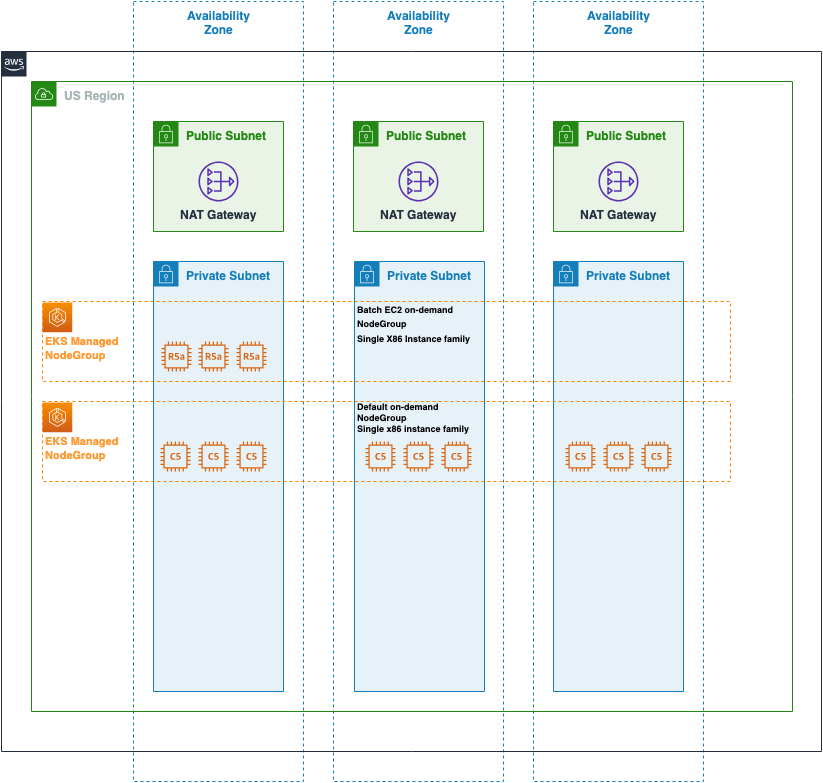 Availability
Zone
Availability
Zone
Availability
Zone
aws
US Region
Public Subnet
NAT Gateway
Public Subnet
NAT Gateway
Public Subnet
NAT Gateway
Private Subnet
Private Subnet
Private Subnet
K
EKS Managed
NodeGroup
R5a
R5a
R5a
Batch EC2 on-demand
NodeGroup
Single X86 Instance family
K
EKS Managed
NodeGroup
C5
C5
C5
Default on-demand
NodeGroup
Single x86 instance family
C5
C5
C5
C5
C5
C5